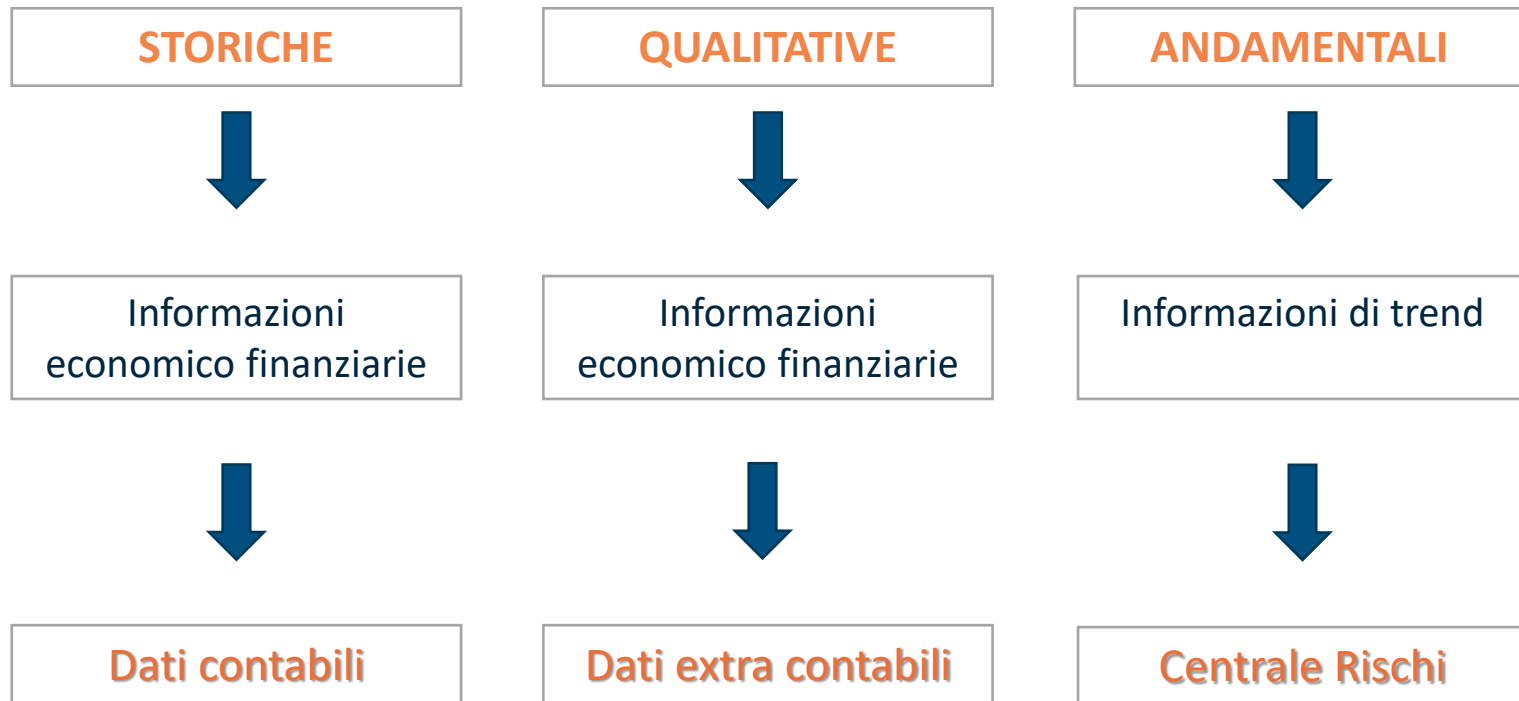 STORICHE
QUALITATIVE
ANDAMENTALI
Informazioni
economico finanziarie
Informazioni
economico finanziarie
Informazioni di trend
Dati contabili
Dati extra contabili
Centrale Rischi